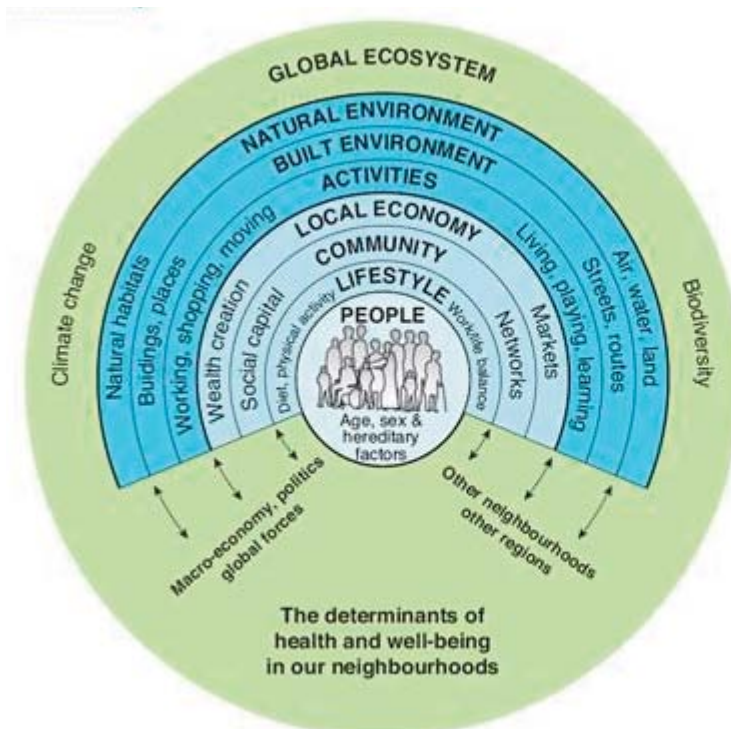 GLOBAL ECOSYSTEM
NATURAL ENVIRONMENT
BUILT ENVIRONMENT
ACTIVITIES
LOCAL ECONOMY
COMMUNITY
LIFESTYLE
PEOPLE
Age, sex &
hereditary
factors
Climate change
Natural habitats
Buidings, places
Working, shopping, moving
Wealth creation
Social capital
Diet, physical activity
Work/life balance
Networks
Markets
Living, playing, learning
Streets, routes
Air, water, land
Biodiversity
Macro-economy, politics
global forces
Other neighbourhoods
other regions
The determinants of
health and well-being
in our neighbourhoods